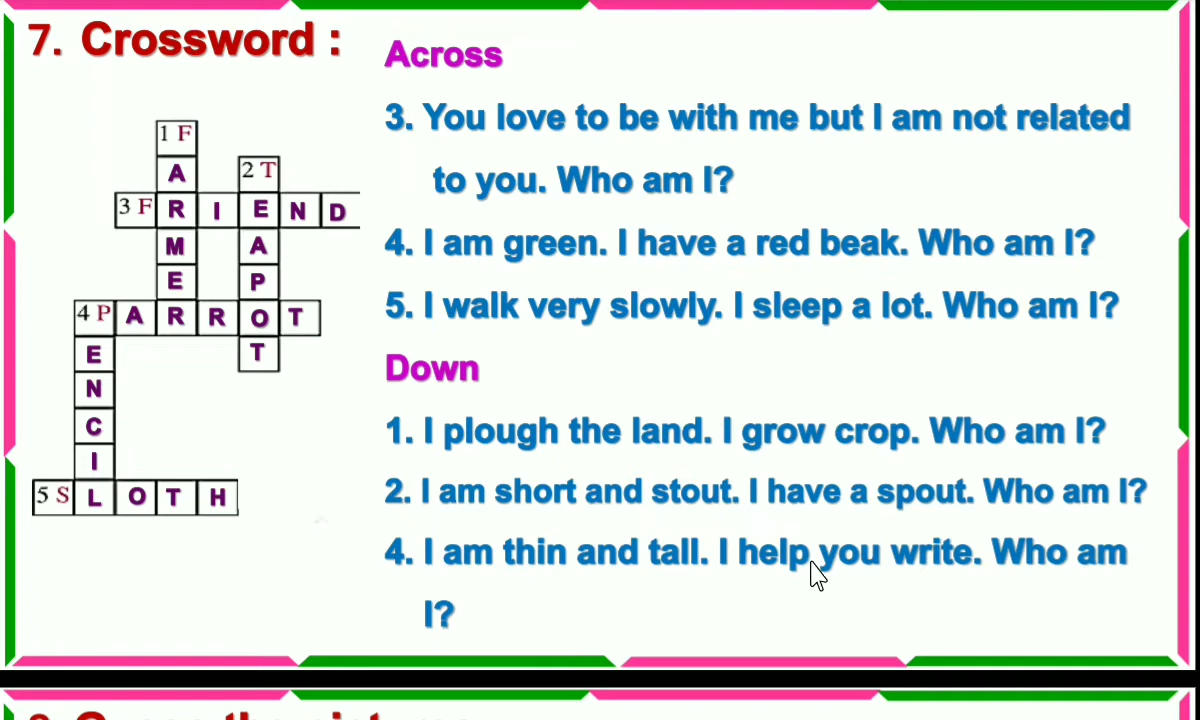 7. Crossword :
1 F
A
2 T
3 F R I E N D
M A
E P
4 P A R R O T
E T
N
C
I
5 S L O T H
Across
3. You love to be with me but I am not related
to you. Who am I?
4. I am green. I have a red beak. Who am I?
5. I walk very slowly. I sleep a lot. Who am I?
Down
1. I plough the land. I grow crop. Who am I?
2. I am short and stout. I have a spout. Who am I?
4. I am thin and tall. I help you write. Who am
I?